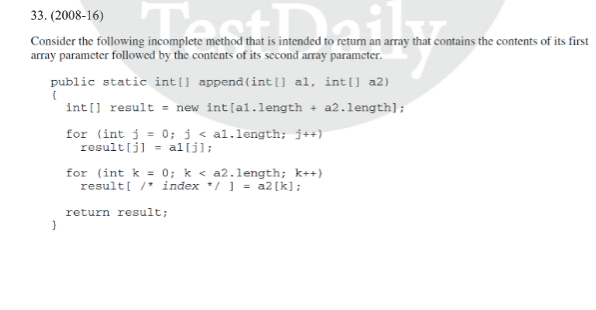 TestDaily
33. (2008-16)
Consider the following incomplete method that is intended to return an array that contains the contents of its first
array parameter followed by the contents of its second array parameter.
public static int[] append(int[] a1, int[] a2)
{
int[] result = new int[a1.length + a2.length];
for (int j = 0; j < a1.length; j++)
result[j] = a1[j];
for (int k = 0; k < a2.length; k++)
result[ /* index */ ] = a2[k];
return result;
}